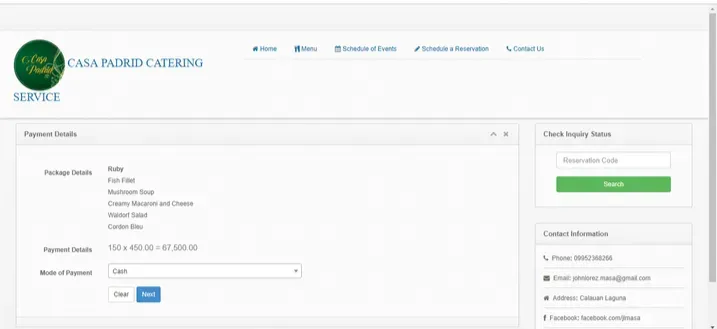 Casa Padrid
CASA PADRID CATERING SERVICE
Home
Menu
Schedule of Events
Schedule a Reservation
Contact Us
Payment Details
Package Details
Ruby
Fish Fillet
Mushroom Soup
Creamy Macaroni and Cheese
Waldorf Salad
Cordon Bleu
Payment Details
150 x 450.00 = 67,500.00
Mode of Payment
Cash
Clear
Next
Check Inquiry Status
Reservation Code
Search
Contact Information
Phone: 09952368266
Email: johnlorez.masa@gmail.com
Address: Calauan Laguna
Facebook: facebook.com/jlmasa